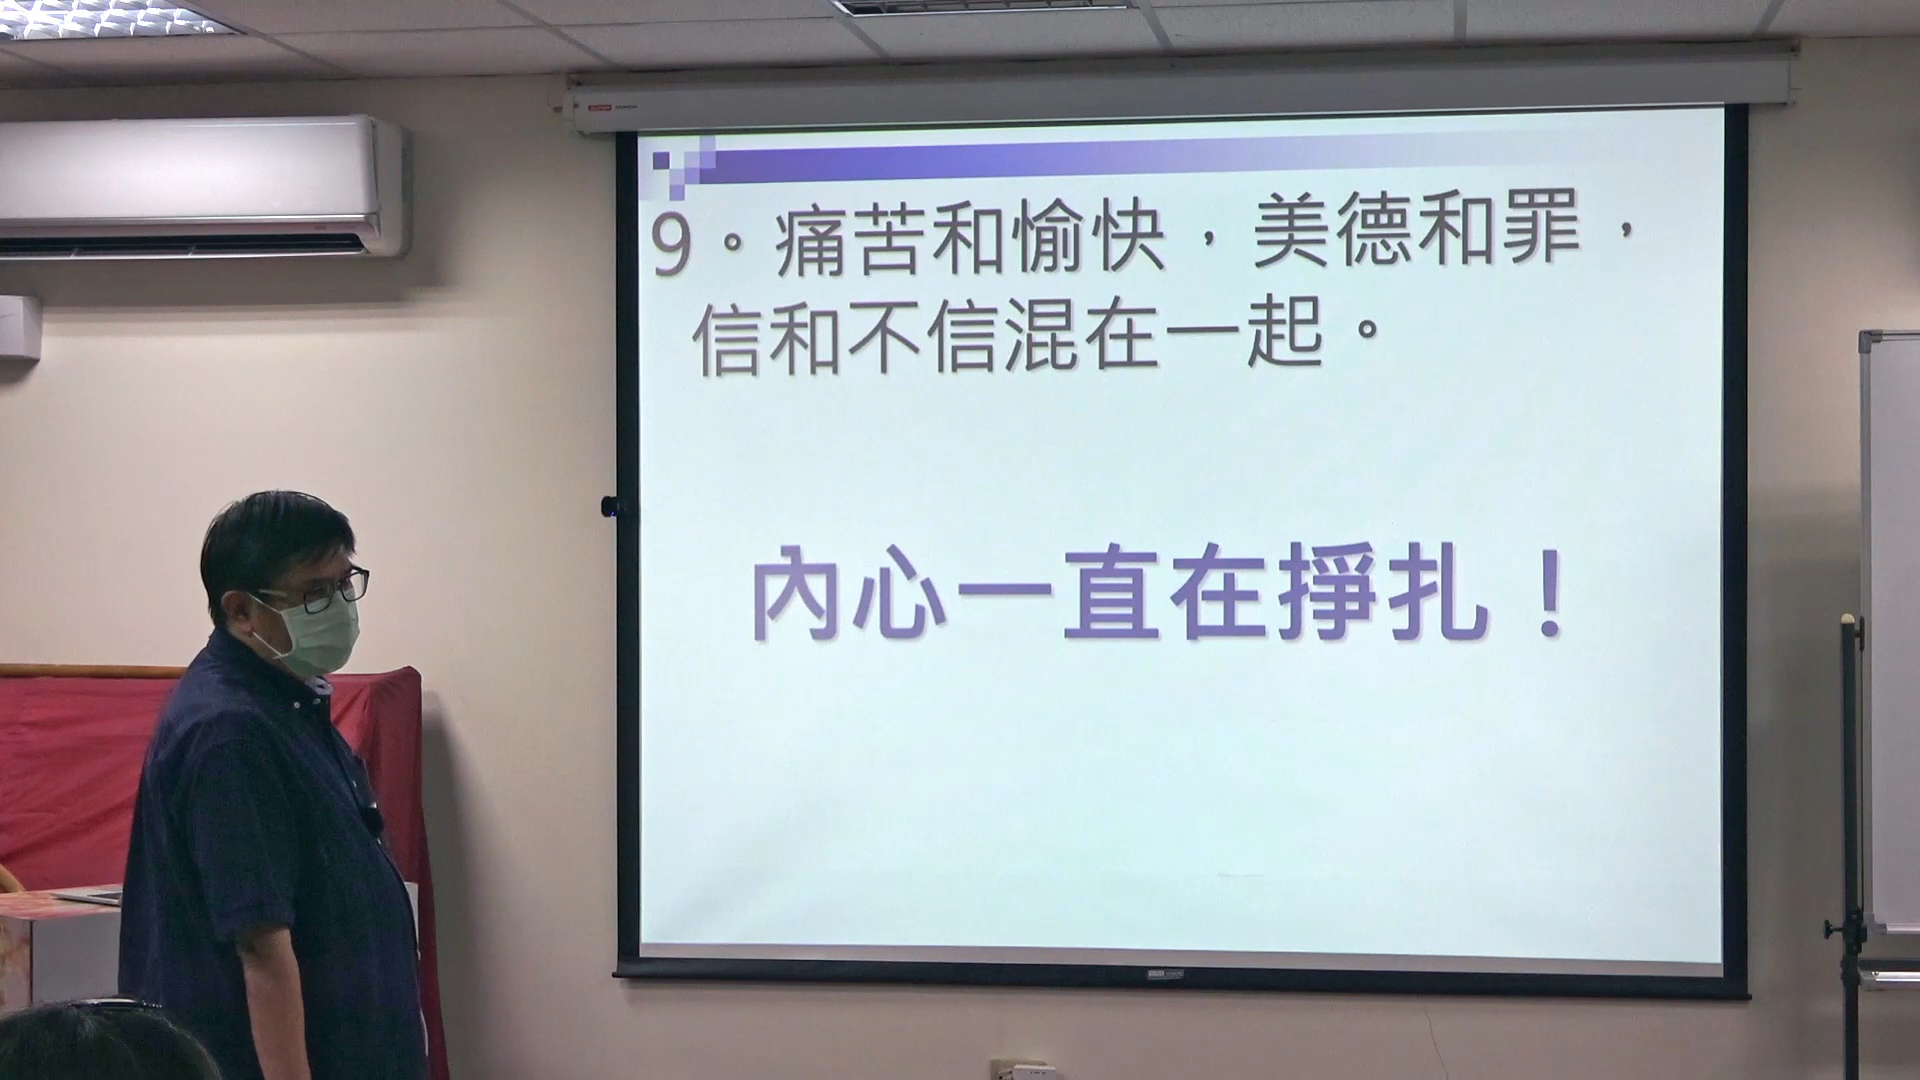 9。痛苦和愉快，美德和罪，
信和不信混在一起。
內心一直在掙扎！